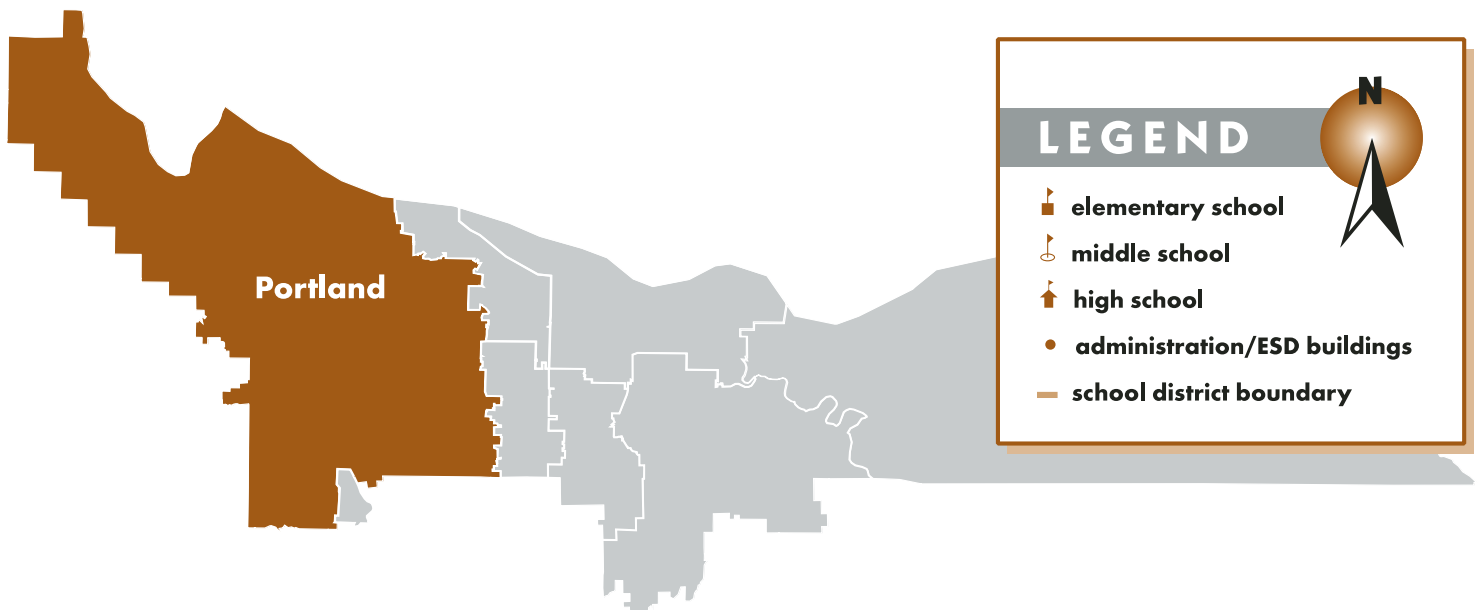 Portland
N
LEGEND
elementary school
middle school
high school
administration/ESD buildings
school district boundary